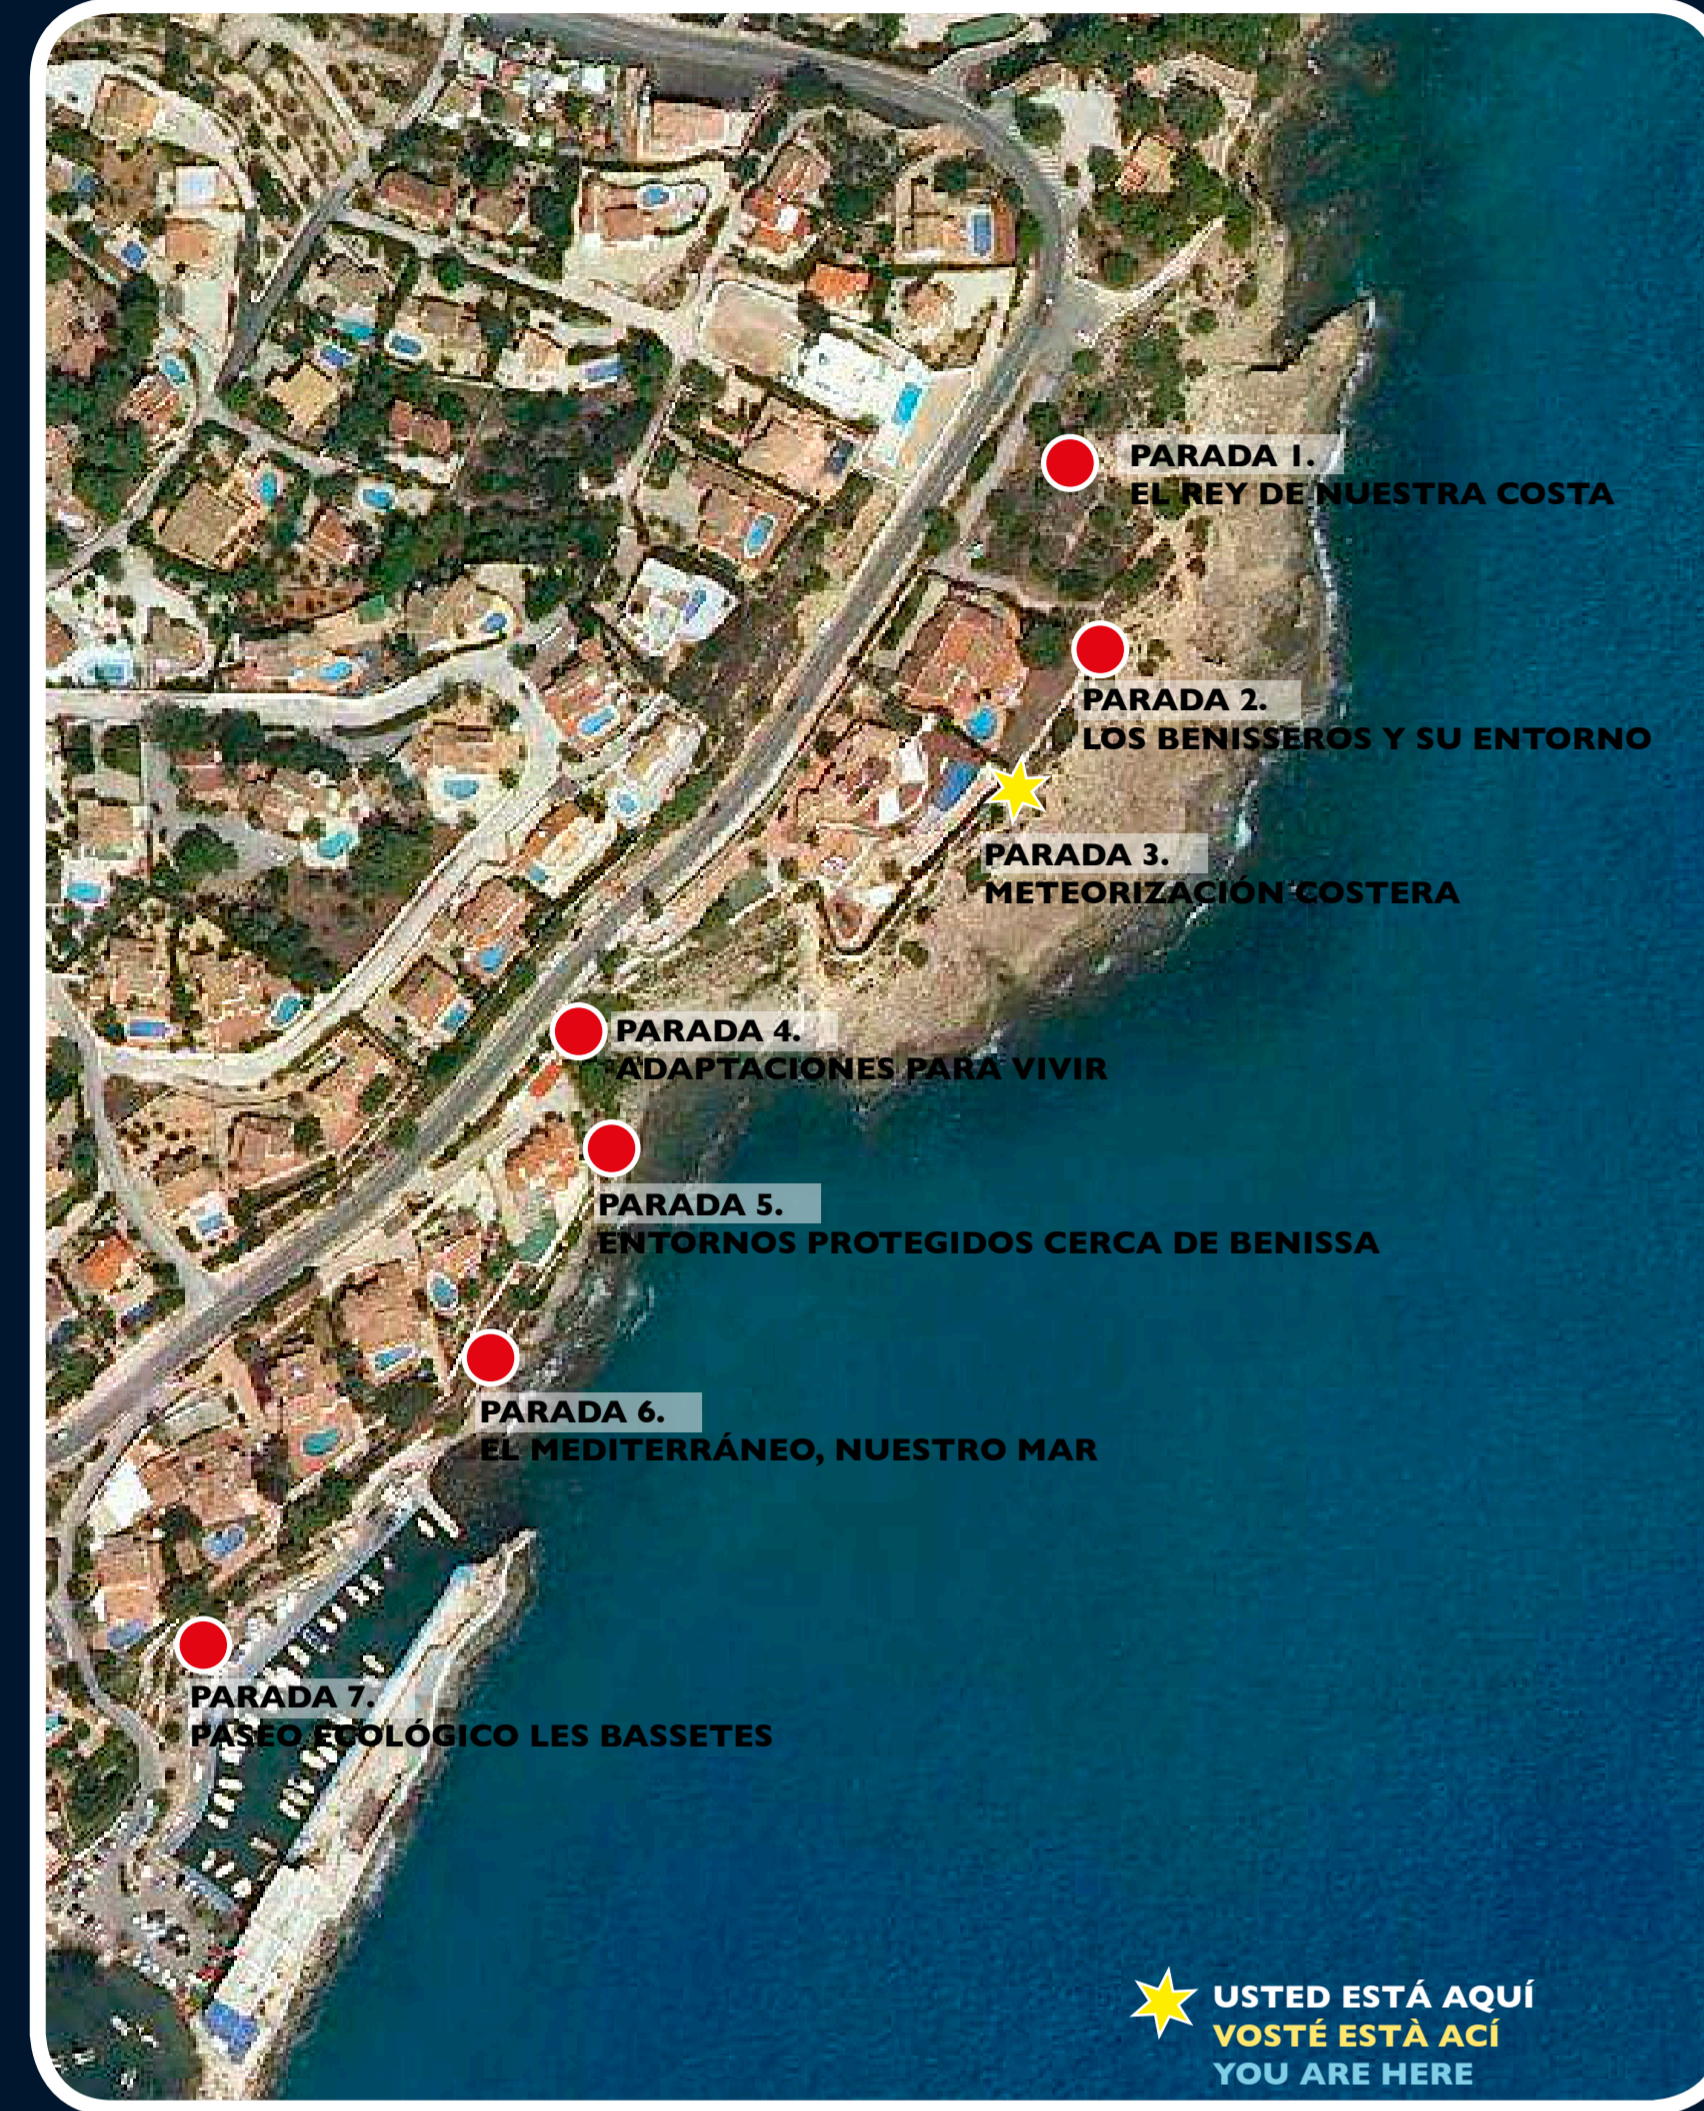 PARADA 1.
EL REY DE NUESTRA COSTA
PARADA 2.
LOS BENISSEROS Y SU ENTORNO
PARADA 3.
METEORIZACIÓN COSTERA
PARADA 4.
ADAPTACIONES PARA VIVIR
PARADA 5.
ENTORNOS PROTEGIDOS CERCA DE BENISSA
PARADA 6.
EL MEDITERRÁNEO, NUESTRO MAR
PARADA 7.
PASEO ECOLÓGICO LES BASSETES
USTED ESTÁ AQUÍ
VOSTÉ ESTÀ ACÍ
YOU ARE HERE